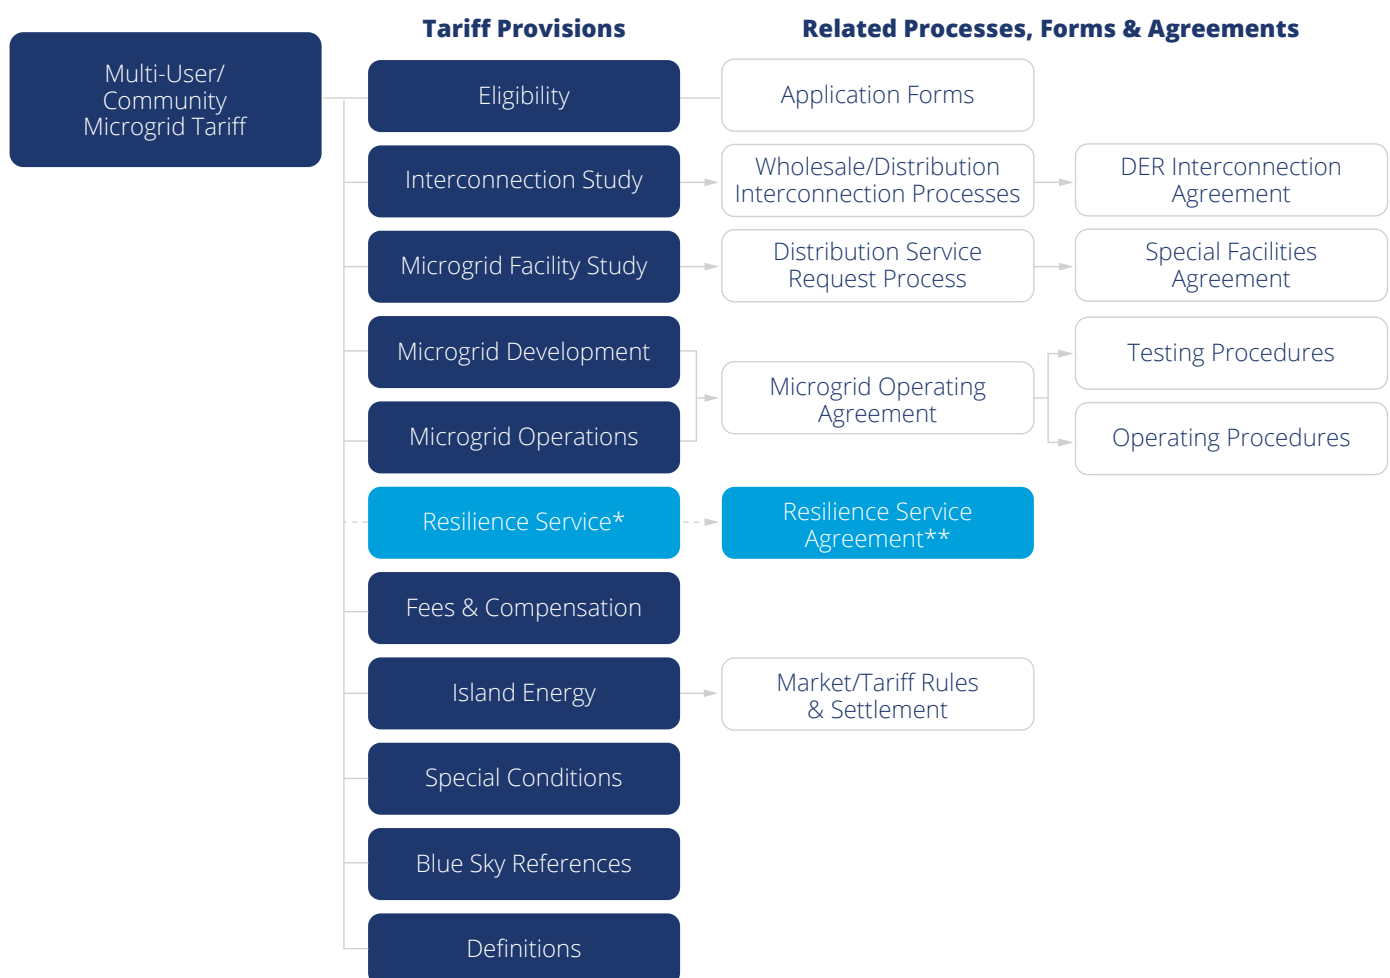 Tariff Provisions
Related Processes, Forms & Agreements
Multi-User/
Community
Microgrid Tariff
Eligibility
Application Forms
Interconnection Study
Wholesale/Distribution
Interconnection Processes
DER Interconnection
Agreement
Microgrid Facility Study
Distribution Service
Request Process
Special Facilities
Agreement
Microgrid Development
Microgrid Operations
Microgrid Operating
Agreement
Testing Procedures
Operating Procedures
Resilience Service*
Resilience Service
Agreement**
Fees & Compensation
Island Energy
Market/Tariff Rules
& Settlement
Special Conditions
Blue Sky References
Definitions